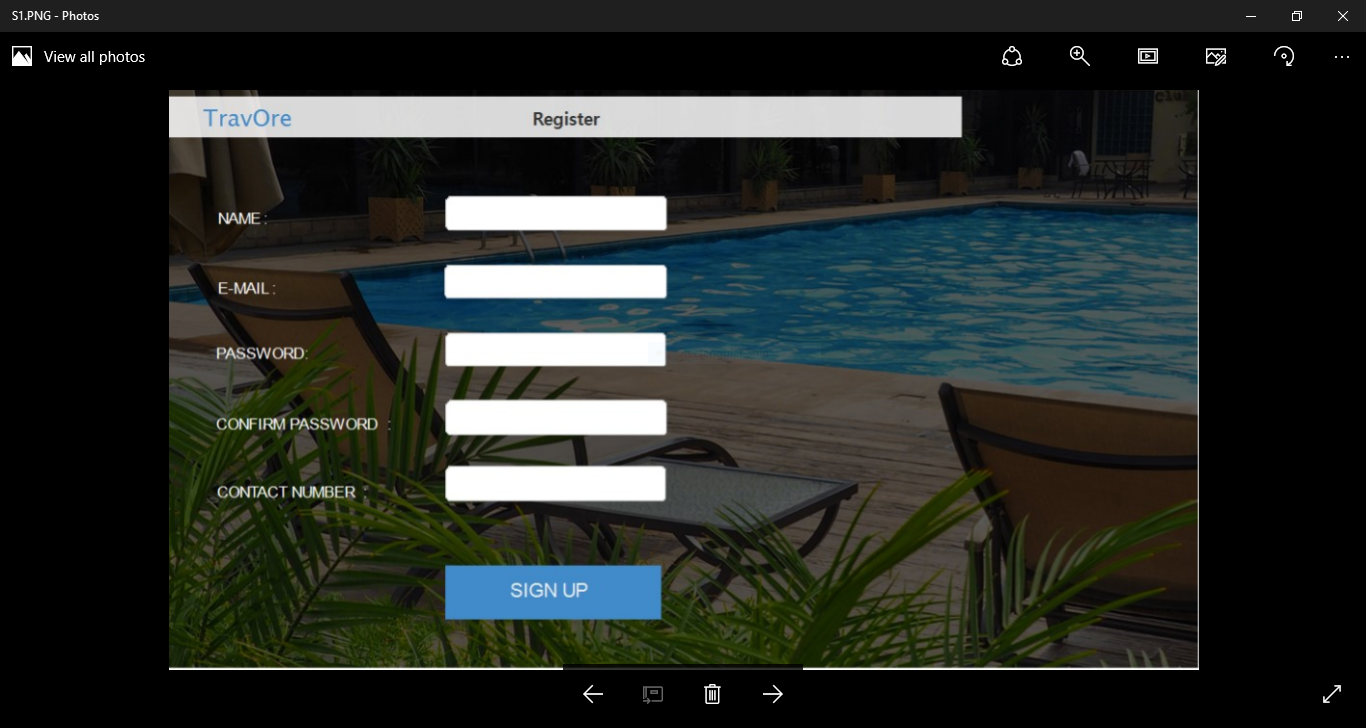 S1.PNG - Photos
View all photos
TravOre
Register
NAME :
E-MAIL :
PASSWORD:
CONFIRM PASSWORD :
CONTACT NUMBER :
SIGN UP